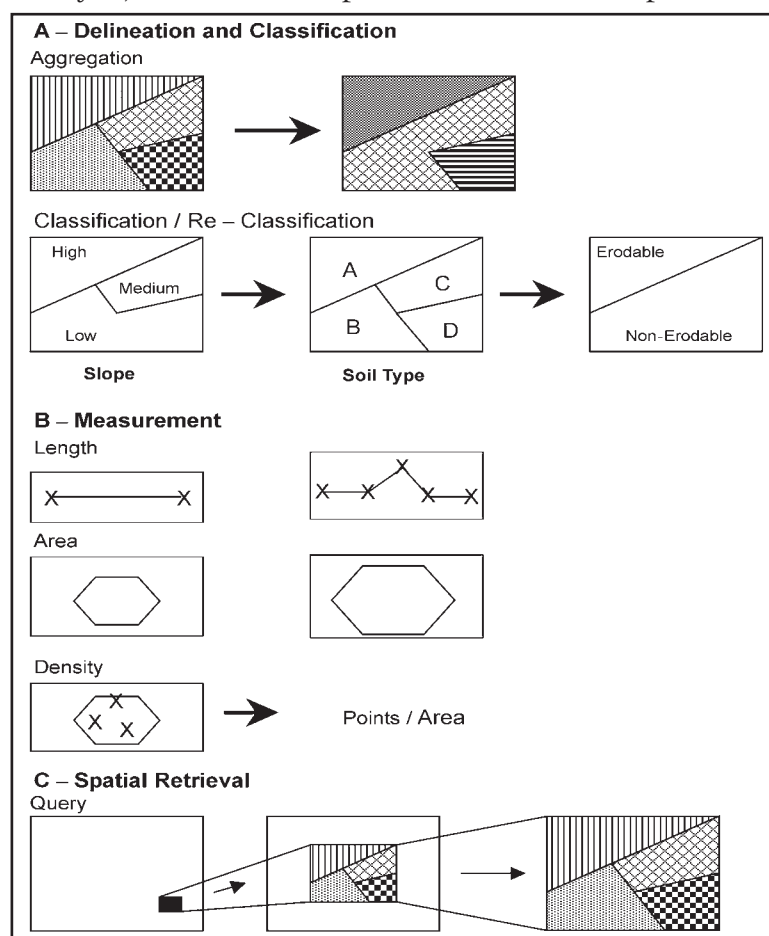 A – Delineation and Classification
Aggregation
Classification / Re – Classification
High
Medium
Low
Slope
A
C
B
D
Soil Type
Erodable
Non-Erodable
B – Measurement
Length
X X
X X X X X
Area
Density
X
X X
Points / Area
C – Spatial Retrieval
Query